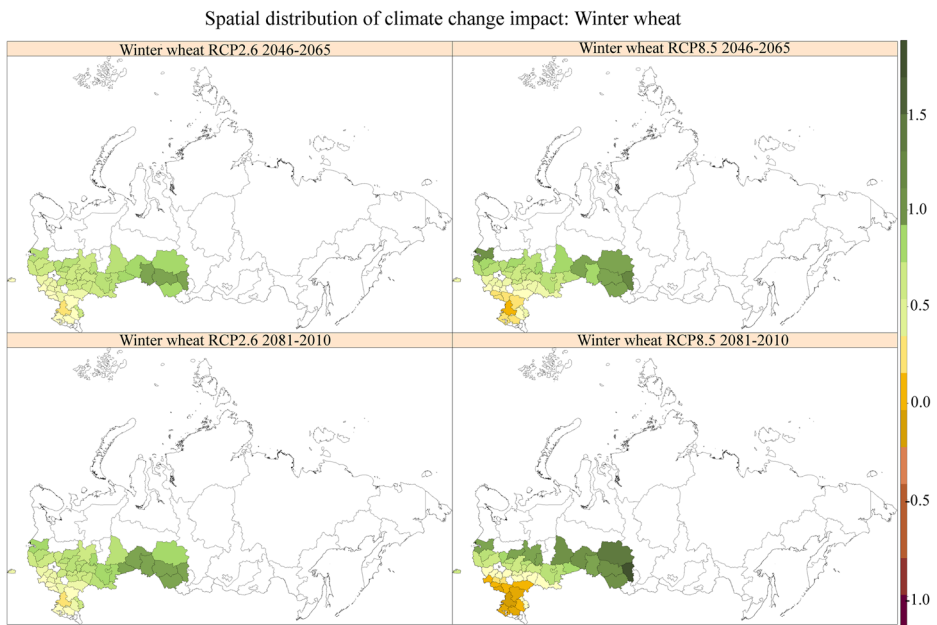 Spatial distribution of climate change impact: Winter wheat
Winter wheat RCP2.6 2046-2065
Winter wheat RCP8.5 2046-2065
Winter wheat RCP2.6 2081-2010
Winter wheat RCP8.5 2081-2010
1.5
1.0
0.5
0.0
-0.5
-1.0